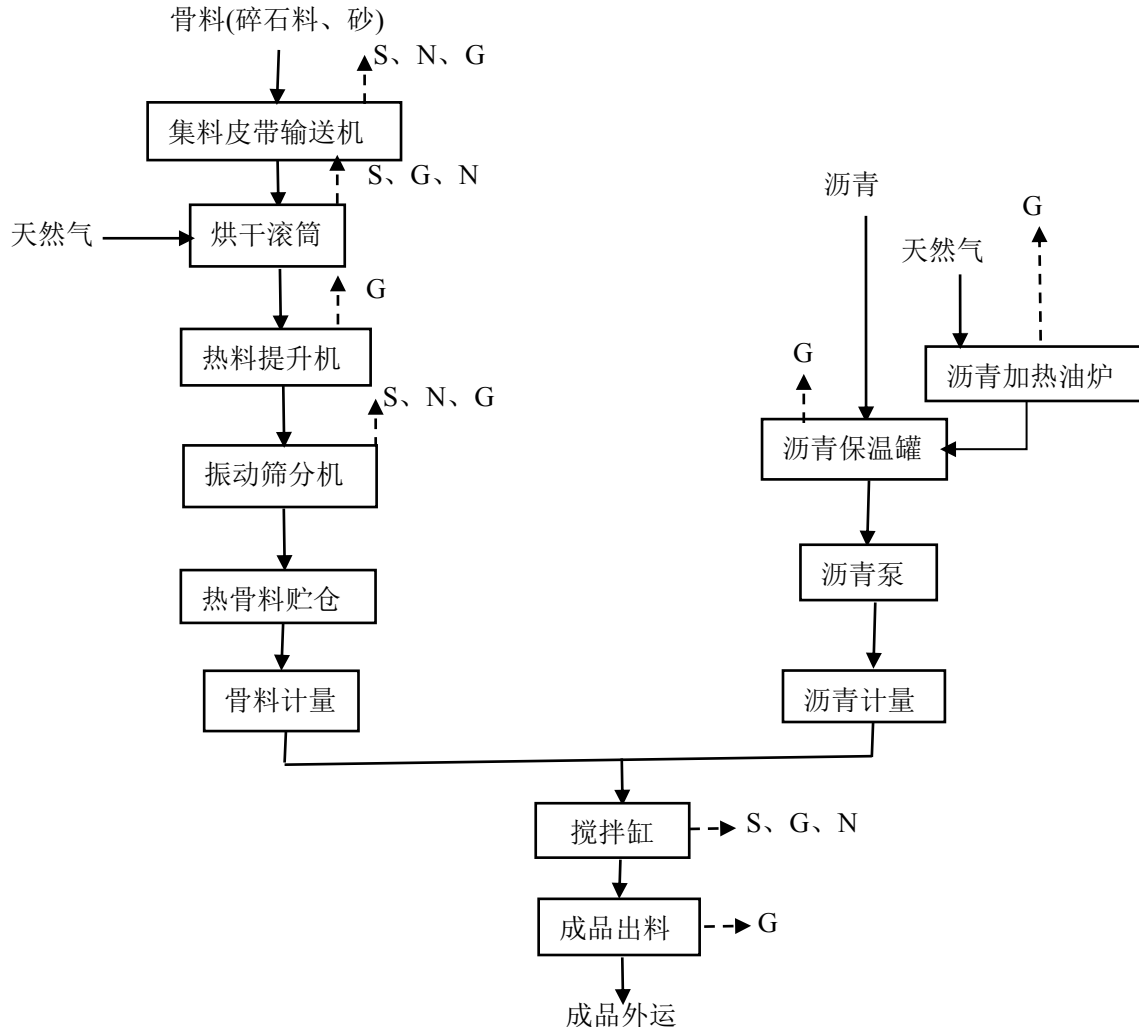 骨料(碎石料、砂)
S、N、G
集料皮带输送机
S、G、N
天然气
烘干滚筒
G
热料提升机
S、N、G
振动筛分机
热骨料贮仓
骨料计量
沥青
G
天然气
沥青加热油炉
G
沥青保温罐
沥青泵
沥青计量
搅拌缸
S、G、N
成品出料
G
成品外运